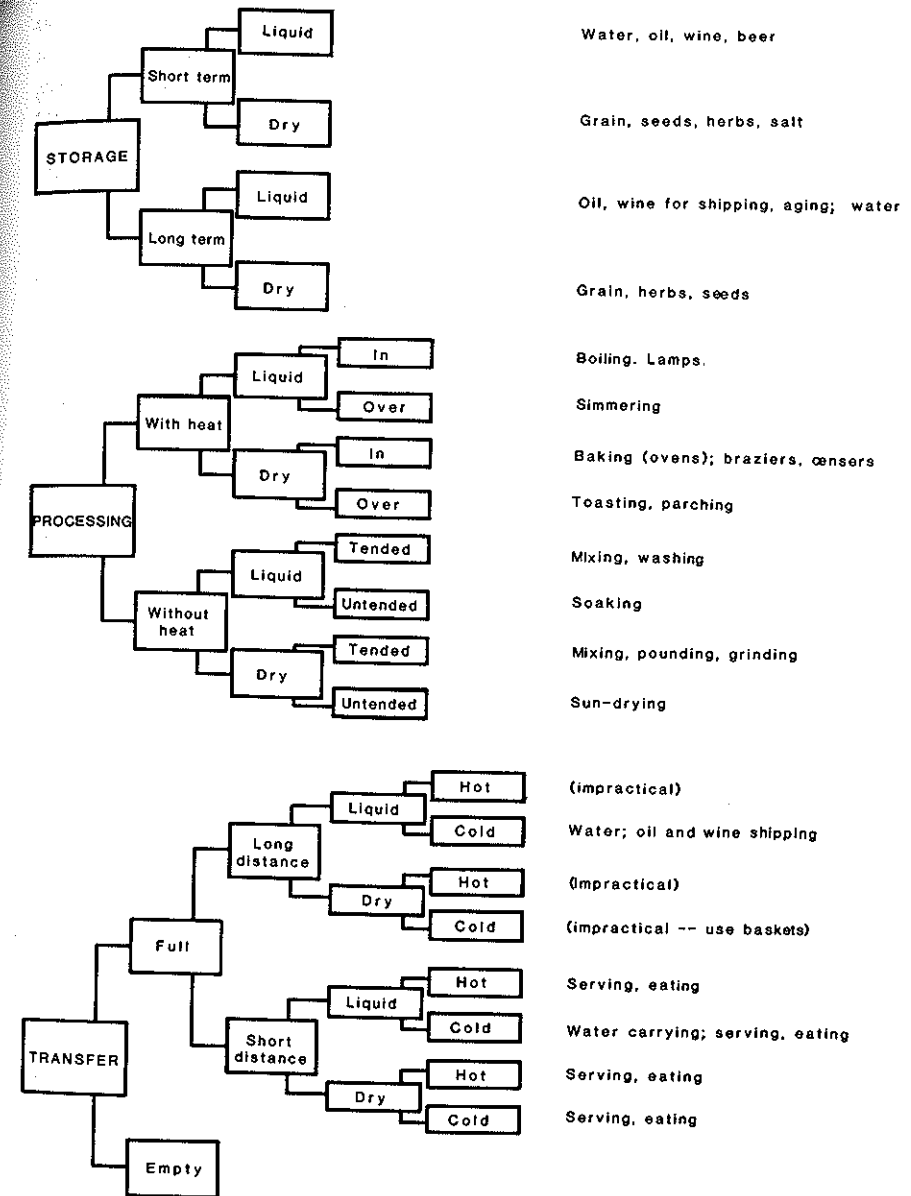 Liquid
Water, oil, wine, beer
Short term
Dry
Grain, seeds, herbs, salt
STORAGE
Liquid
Oil, wine for shipping, aging; water
Long term
Dry
Grain, herbs, seeds
In
Boiling. Lamps.
Liquid
Over
Simmering
With heat
In
Baking (ovens); braziers, censers
Dry
Over
Toasting, parching
PROCESSING
Tended
Mixing, washing
Liquid
Untended
Soaking
Without
heat
Tended
Mixing, pounding, grinding
Dry
Untended
Sun-drying
Hot
(impractical)
Liquid
Cold
Water; oil and wine shipping
Long
distance
Hot
(Impractical)
Dry
Cold
(impractical -- use baskets)
Full
Hot
Serving, eating
Liquid
Cold
Water carrying; serving, eating
Short
distance
TRANSFER
Hot
Serving, eating
Dry
Cold
Serving, eating
Empty